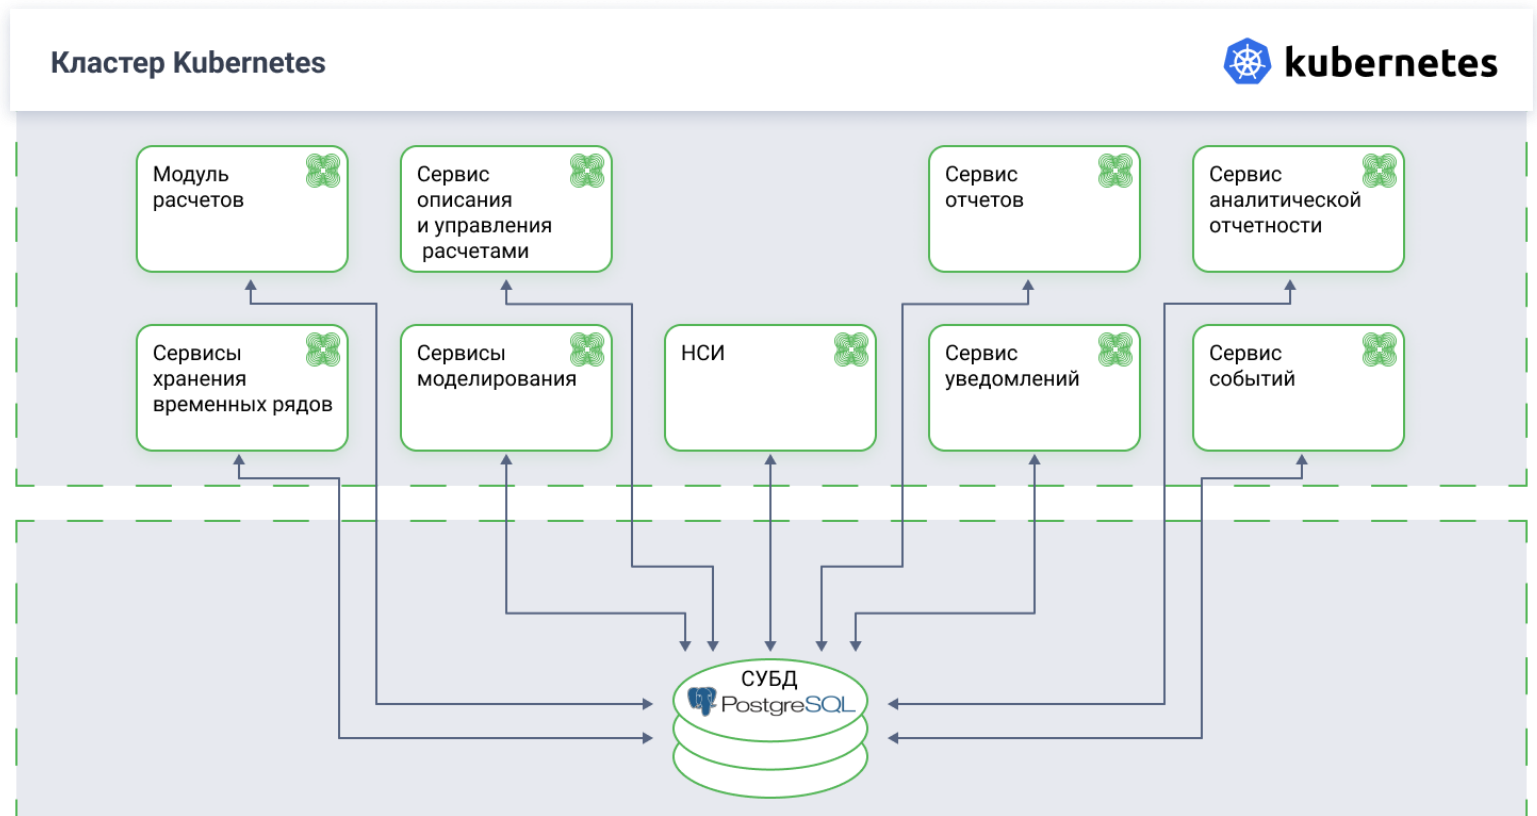 Кластер Kubernetes
kubernetes
Модуль
расчетов
Сервис
описания
и управления
расчетами
Сервис
отчетов
Сервис
аналитической
отчетности
Сервисы
хранения
временных рядов
Сервисы
моделирования
НСИ
Сервис
уведомлений
Сервис
событий
СУБД
PostgreSQL